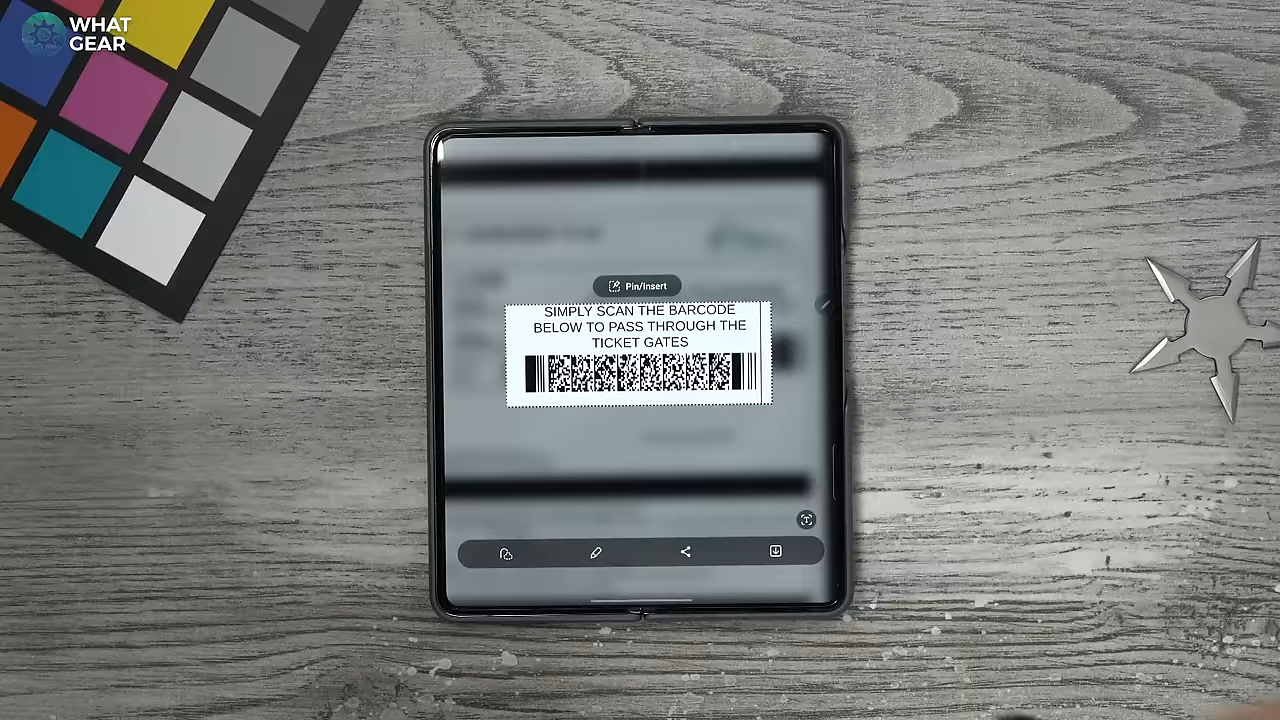 WHAT
GEAR
Pin/Insert
SIMPLY SCAN THE BARCODE
BELOW TO PASS THROUGH THE
TICKET GATES